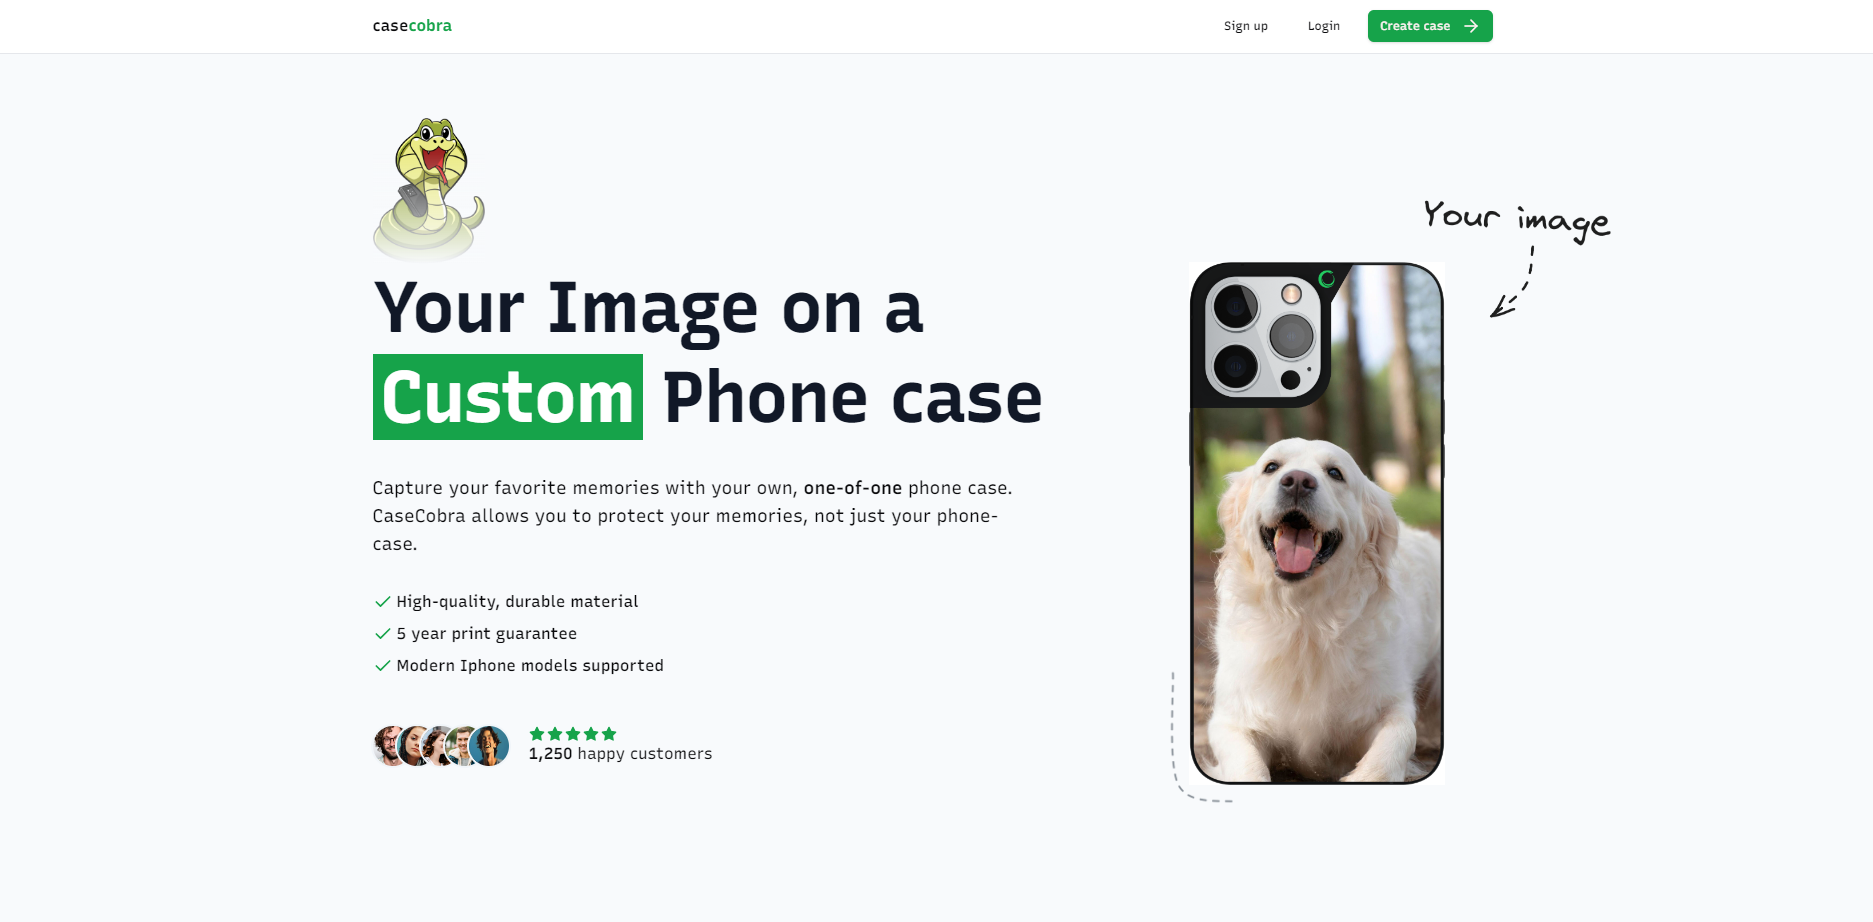 casecobra
Sign up
Login
Create case
Your image
Your Image on a
Custom Phone case
Capture your favorite memories with your own, one-of-one phone case.
CaseCobra allows you to protect your memories, not just your phone-
case.
High-quality, durable material
5 year print guarantee
Modern Iphone models supported
1,250 happy customers